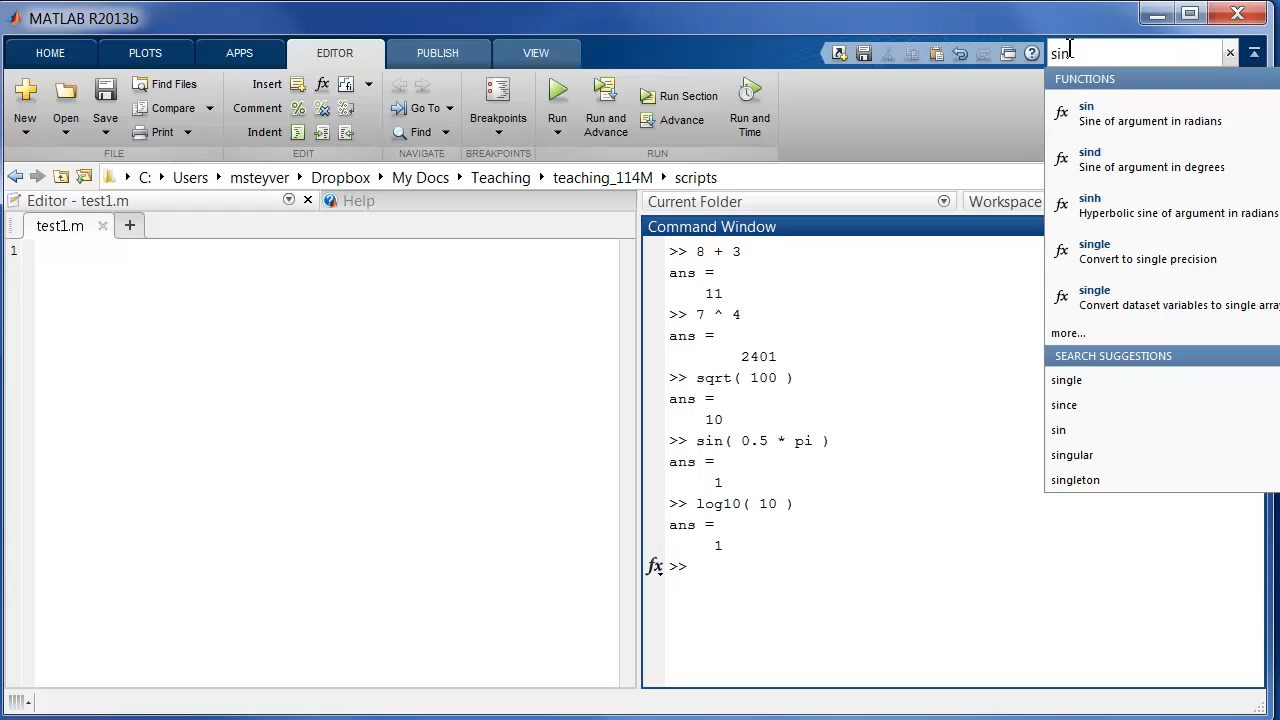 MATLAB R2013b
HOME PLOTS APPS EDITOR PUBLISH VIEW
sin
New Open Save
Find Files
Compare
Print
FILE
Insert
Comment
Indent
EDIT
Go To
Find
NAVIGATE
Breakpoints
BREAKPOINTS
Run
Run and Advance
Run Section
Advance
Run and Time
RUN
C: Users msteyver Dropbox My Docs Teaching teaching_114M scripts
Editor - test1.m
Help
test1.m
1
Current Folder
Workspace
Command Window
>> 8 + 3
ans =
11
>> 7 ^ 4
ans =
2401
>> sqrt( 100 )
ans =
10
>> sin( 0.5 * pi )
ans =
1
>> log10( 10 )
ans =
1
fx >>
FUNCTIONS
fx sin
Sine of argument in radians
fx sind
Sine of argument in degrees
fx sinh
Hyperbolic sine of argument in radians
fx single
Convert to single precision
fx single
Convert dataset variables to single array
more...
SEARCH SUGGESTIONS
single
since
sin
singular
singleton